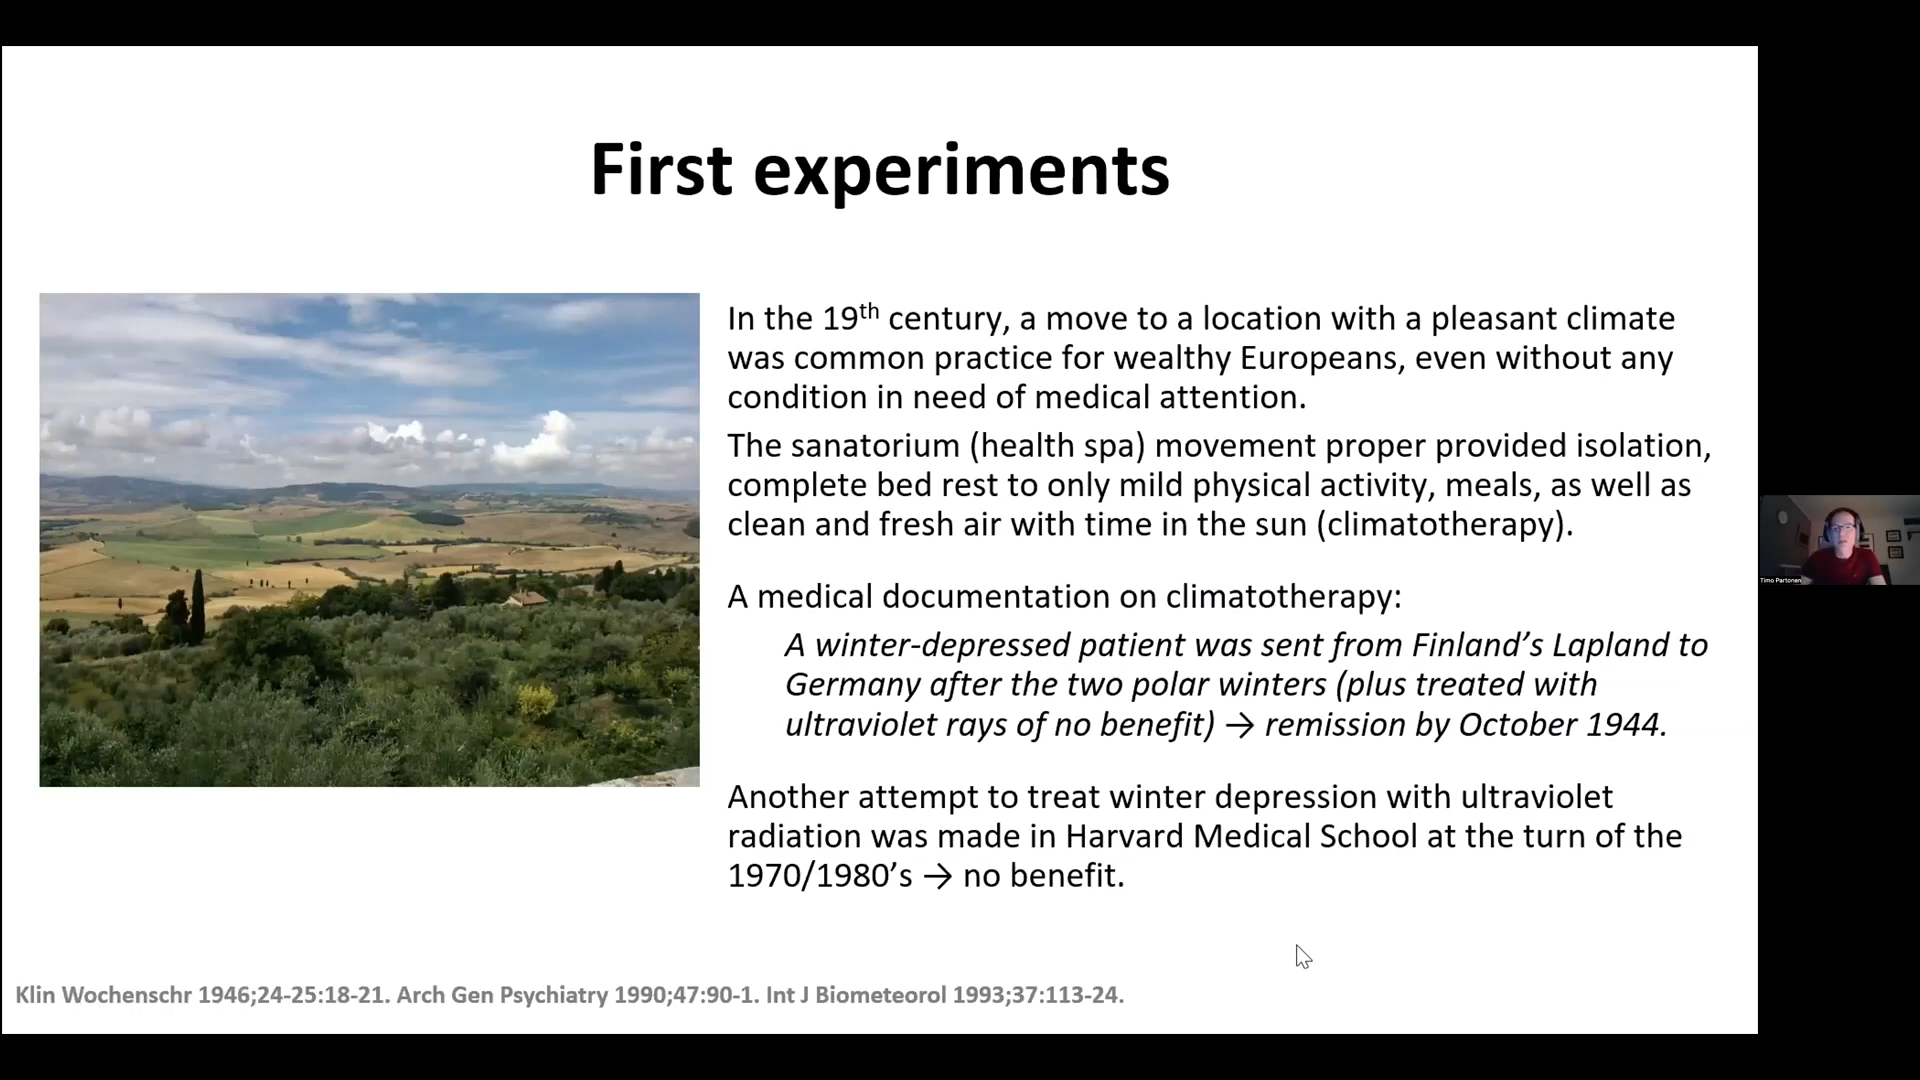 First experiments
In the 19th century, a move to a location with a pleasant climate
was common practice for wealthy Europeans, even without any
condition in need of medical attention.
The sanatorium (health spa) movement proper provided isolation,
complete bed rest to only mild physical activity, meals, as well as
clean and fresh air with time in the sun (climatotherapy).
A medical documentation on climatotherapy:
A winter-depressed patient was sent from Finland’s Lapland to
Germany after the two polar winters (plus treated with
ultraviolet rays of no benefit) → remission by October 1944.
Another attempt to treat winter depression with ultraviolet
radiation was made in Harvard Medical School at the turn of the
1970/1980’s → no benefit.
Klin Wochenschr 1946;24-25:18-21. Arch Gen Psychiatry 1990;47:90-1. Int J Biometeorol 1993;37:113-24.
Timo Partonen